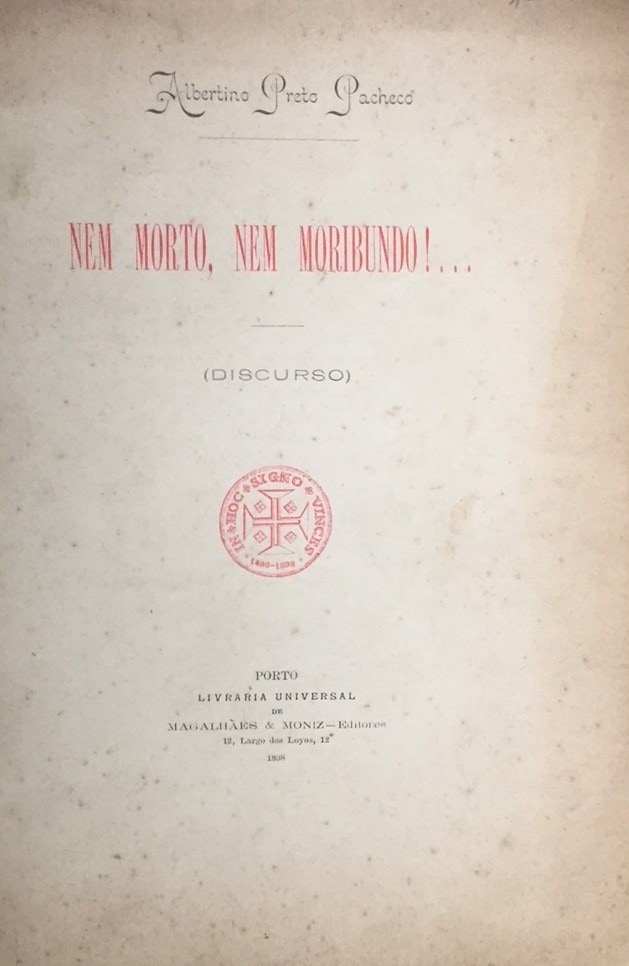 Albertino Preto Pacheco
NEM MORTO, NEM MORIBUNDO!...
(DISCURSO)
IN HOC SIGNO VINCES
1498-1898
PORTO
LIVRARIA UNIVERSAL
DE
MAGALHÃES & MONIZ—Editores
12, Largo dos Loyos, 12
1898